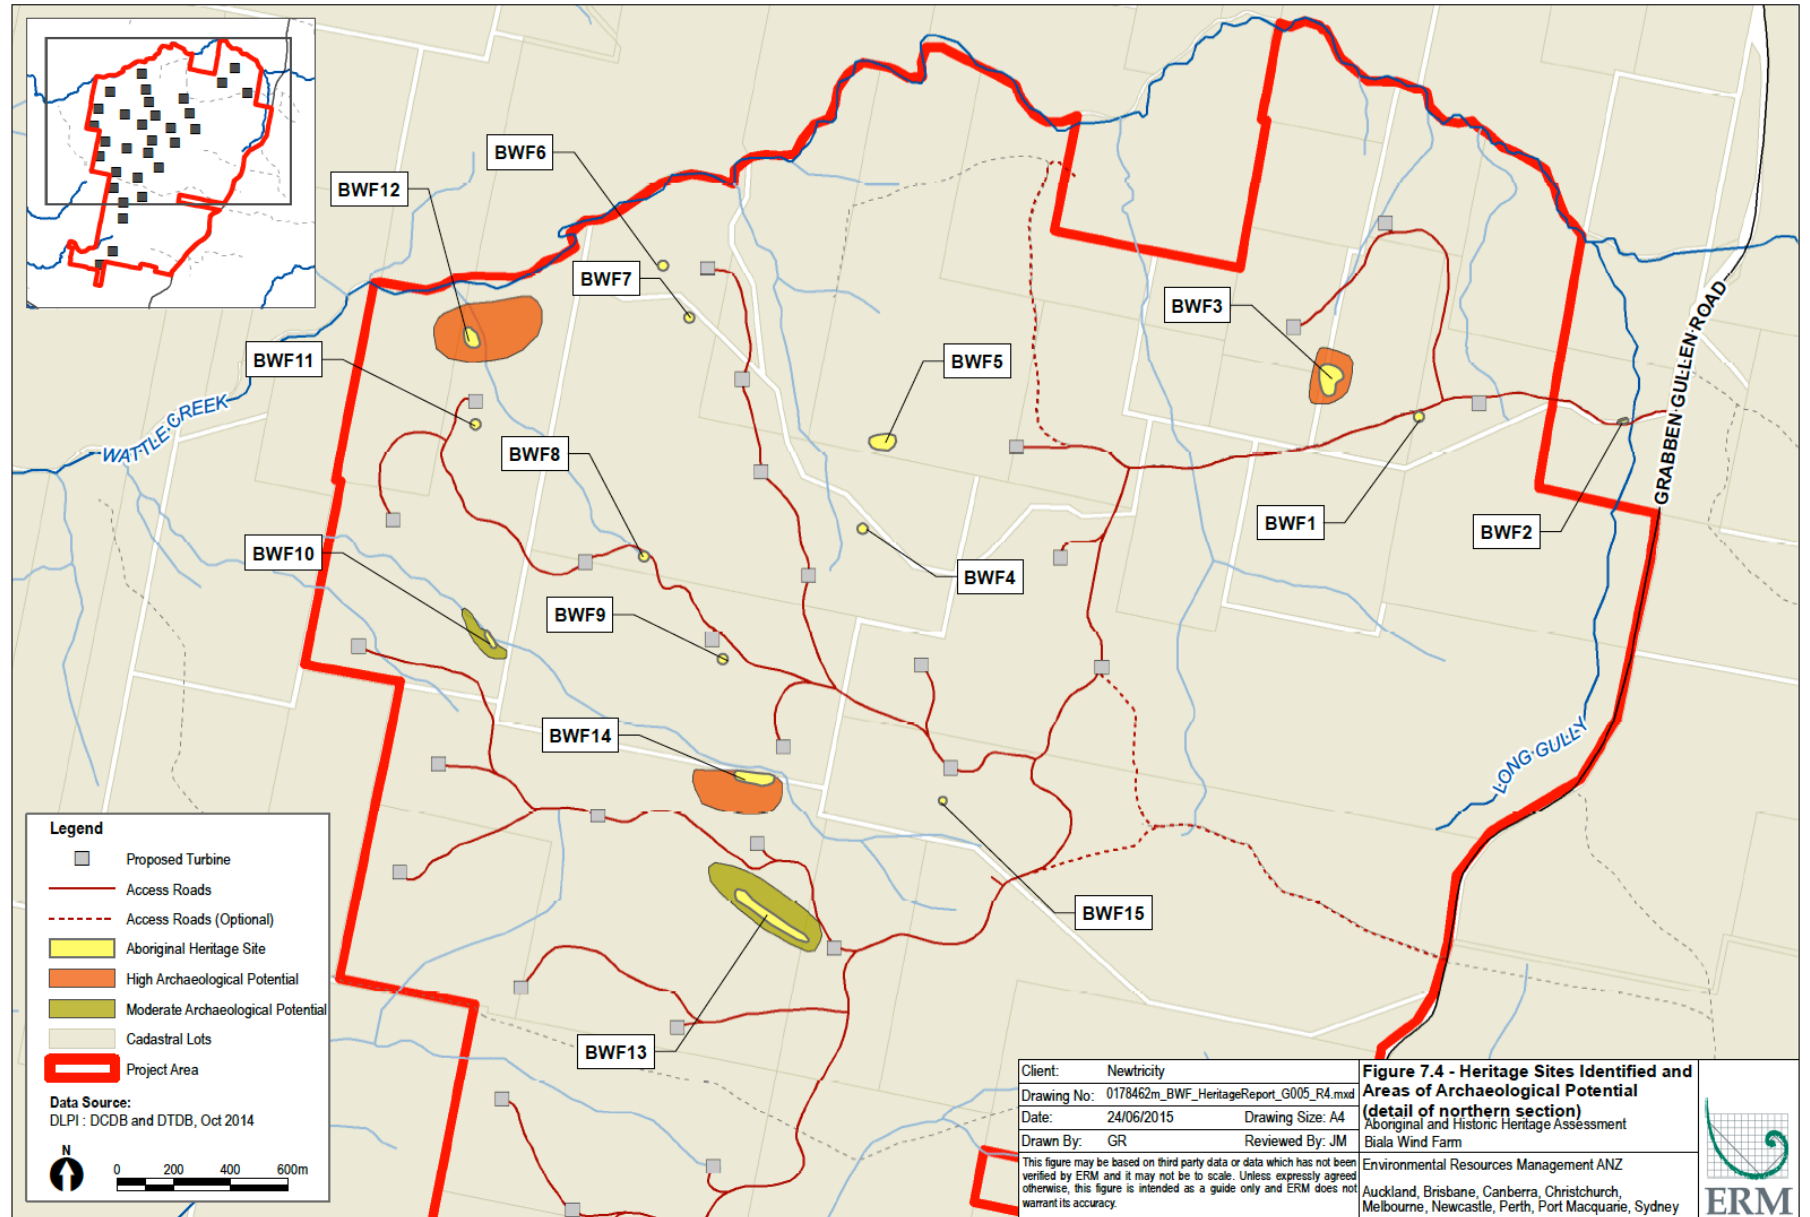 BWF6
BWF12
BWF7
BWF3
BWF11
BWF5
WATTLE CREEK
BWF8
GRABBEN GULLEN ROAD
BWF1
BWF2
BWF10
BWF4
BWF9
BWF14
LONG GULLY
BWF15
BWF13
Legend
Proposed Turbine
Access Roads
Access Roads (Optional)
Aboriginal Heritage Site
High Archaeological Potential
Moderate Archaeological Potential
Cadastral Lots
Project Area
Data Source:
DLPI : DCDB and DTDB, Oct 2014
N
0 200 400 600m
Client: Newtricity
Drawing No: 0178462m_BWF_HeritageReport_G005_R4.mxd
Date: 24/06/2015 Drawing Size: A4
Drawn By: GR Reviewed By: JM
This figure may be based on third party data or data which has not been
verified by ERM and it may not be to scale. Unless expressly agreed
otherwise, this figure is intended as a guide only and ERM does not
warrant its accuracy.
Figure 7.4 - Heritage Sites Identified and
Areas of Archaeological Potential
(detail of northern section)
Aboriginal and Historic Heritage Assessment
Biala Wind Farm
Environmental Resources Management ANZ
Auckland, Brisbane, Canberra, Christchurch,
Melbourne, Newcastle, Perth, Port Macquarie, Sydney
ERM